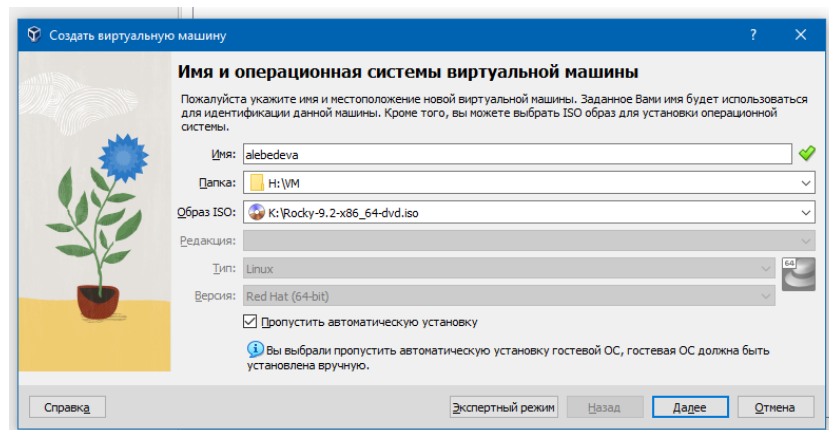 Создать виртуальную машину
?
Имя и операционная системы виртуальной машины
Пожалуйста укажите имя и местоположение новой виртуальной машины. Заданное Вами имя будет использоваться
для идентификации данной машины. Кроме того, вы можете выбрать ISO образ для установки операционной
системы.
Имя: alebedeva
Папка: H:\VM
Образ ISO: K:\Rocky-9.2-x86_64-dvd.iso
Редакция:
Тип: Linux
64
Версия: Red Hat (64-bit)
Пропустить автоматическую установку
Вы выбрали пропустить автоматическую установку гостевой ОС, гостевая ОС должна быть
установлена вручную.
Справка Экспертный режим Назад Далее Отмена